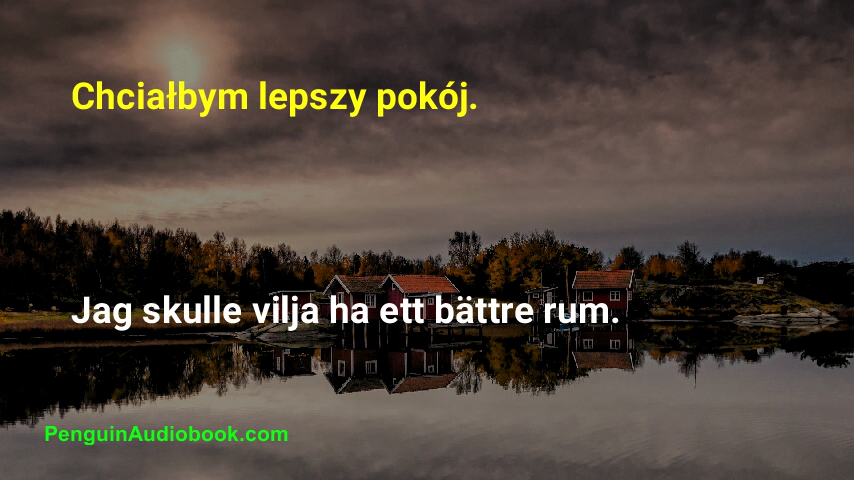 Chciałbym lepszy pokój.
Jag skulle vilja ha ett bättre rum.
PenguinAudiobook.com